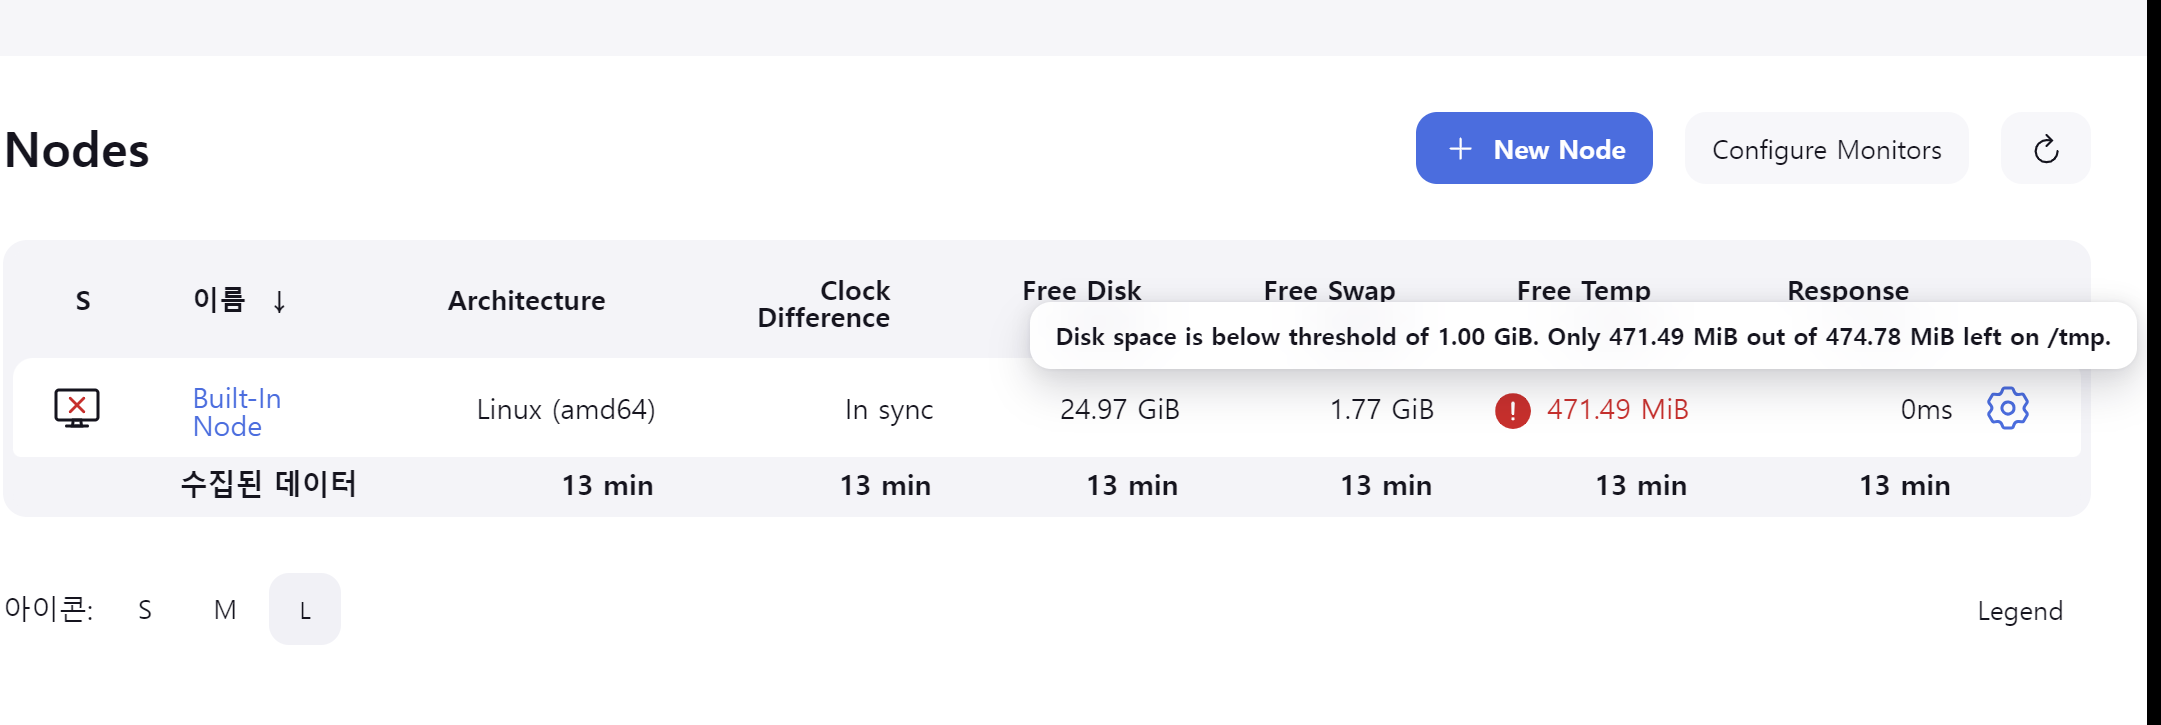 Nodes
New Node
Configure Monitors
S
이름 ↓
Architecture
Clock
Difference
Free Disk
Free Swap
Free Temp
Response
Disk space is below threshold of 1.00 GiB. Only 471.49 MiB out of 474.78 MiB left on /tmp.
Built-In
Node
Linux (amd64)
In sync
24.97 GiB
1.77 GiB
471.49 MiB
0ms
수집된 데이터
13 min
13 min
13 min
13 min
13 min
13 min
아이콘:
S
M
L
Legend